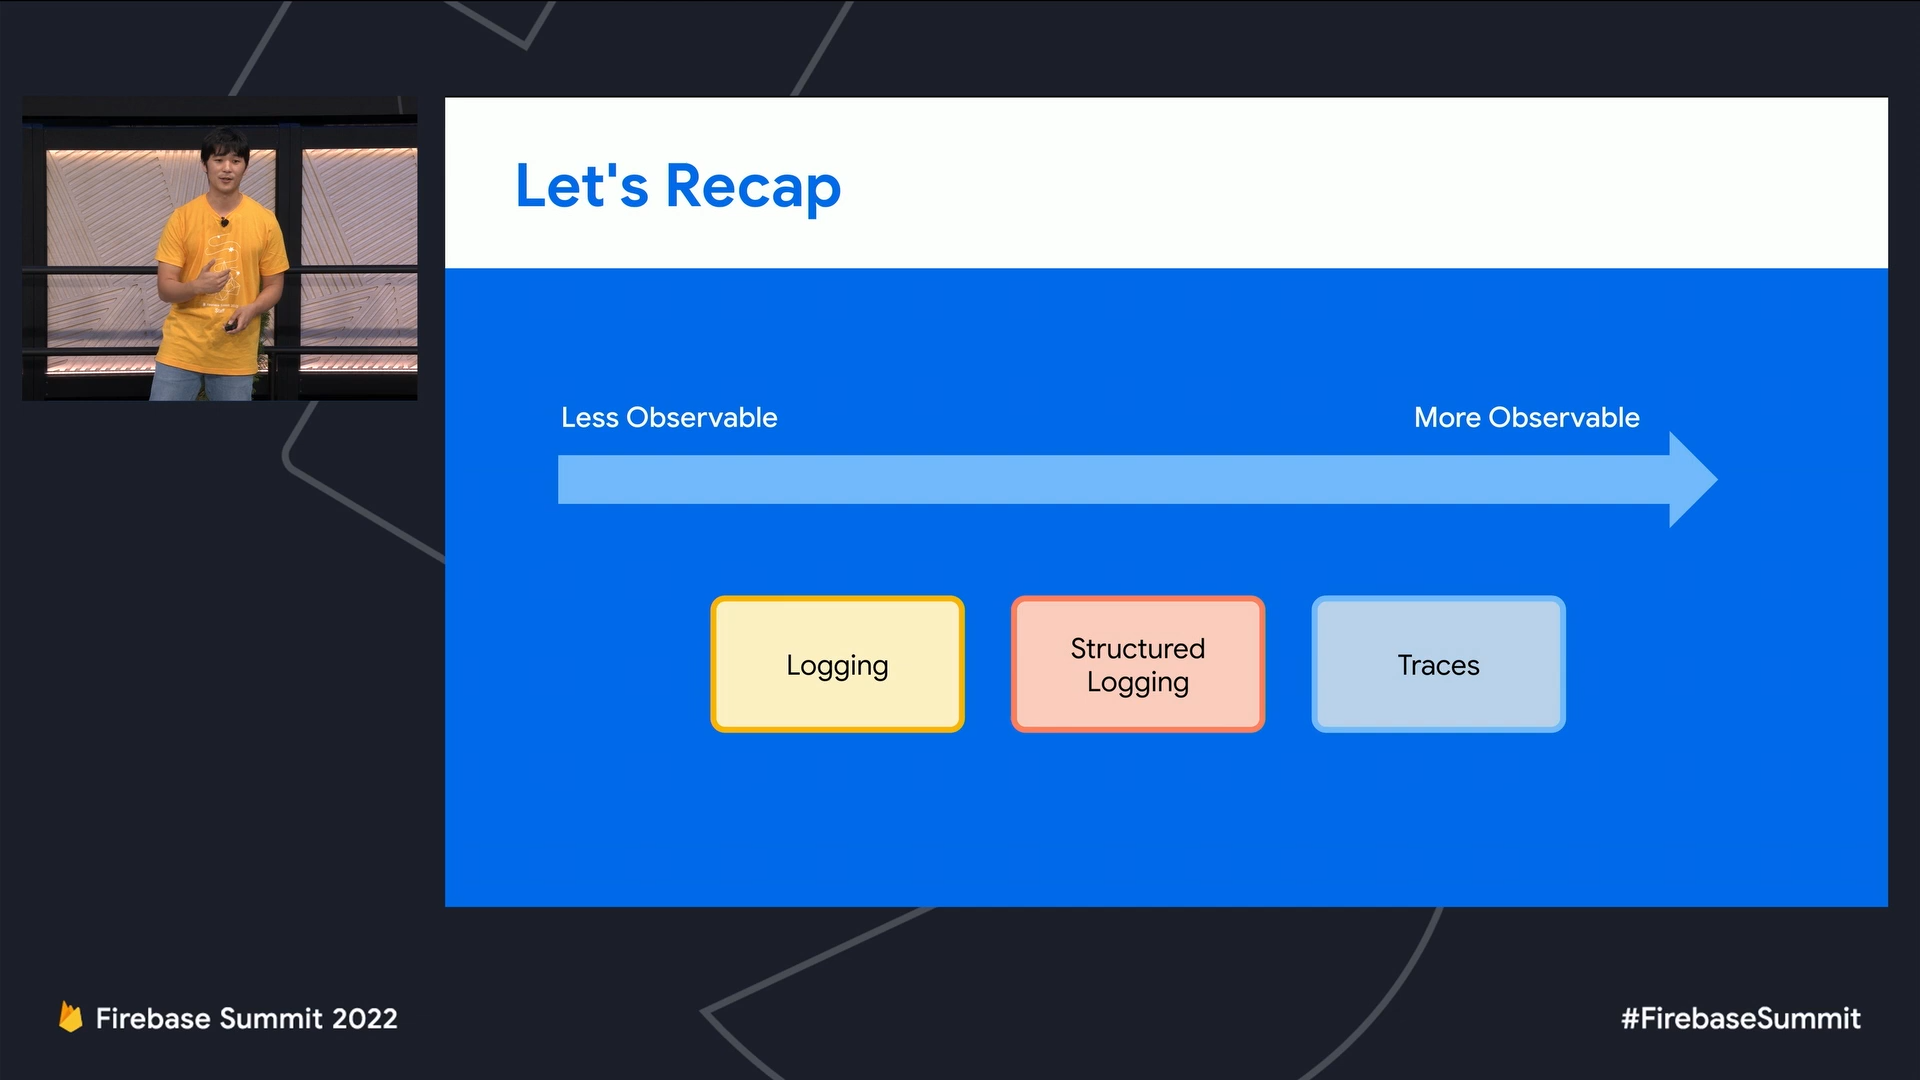 Let's Recap
Less Observable
More Observable
Logging
Structured
Logging
Traces
Firebase Summit 2022
#FirebaseSummit